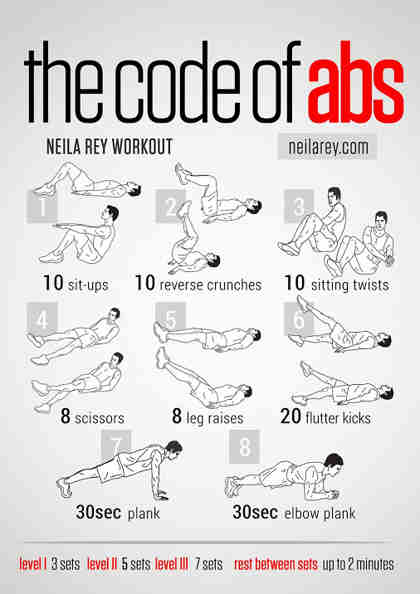 the code of abs
NEILA REY WORKOUT
neilarey.com
1
2
3
10 sit-ups
10 reverse crunches
10 sitting twists
4
5
6
8 scissors
8 leg raises
20 flutter kicks
7
8
30sec plank
30sec elbow plank
level I 3 sets level II 5 sets level III 7 sets rest between sets up to 2 minutes